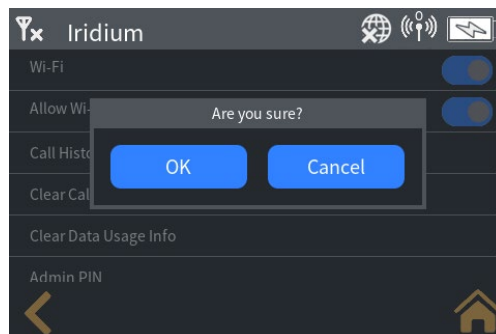 Iridium
Wi-Fi
Allow Wi-
Are you sure?
Call Histo
OK
Cancel
Clear Cal
Clear Data Usage Info
Admin PIN